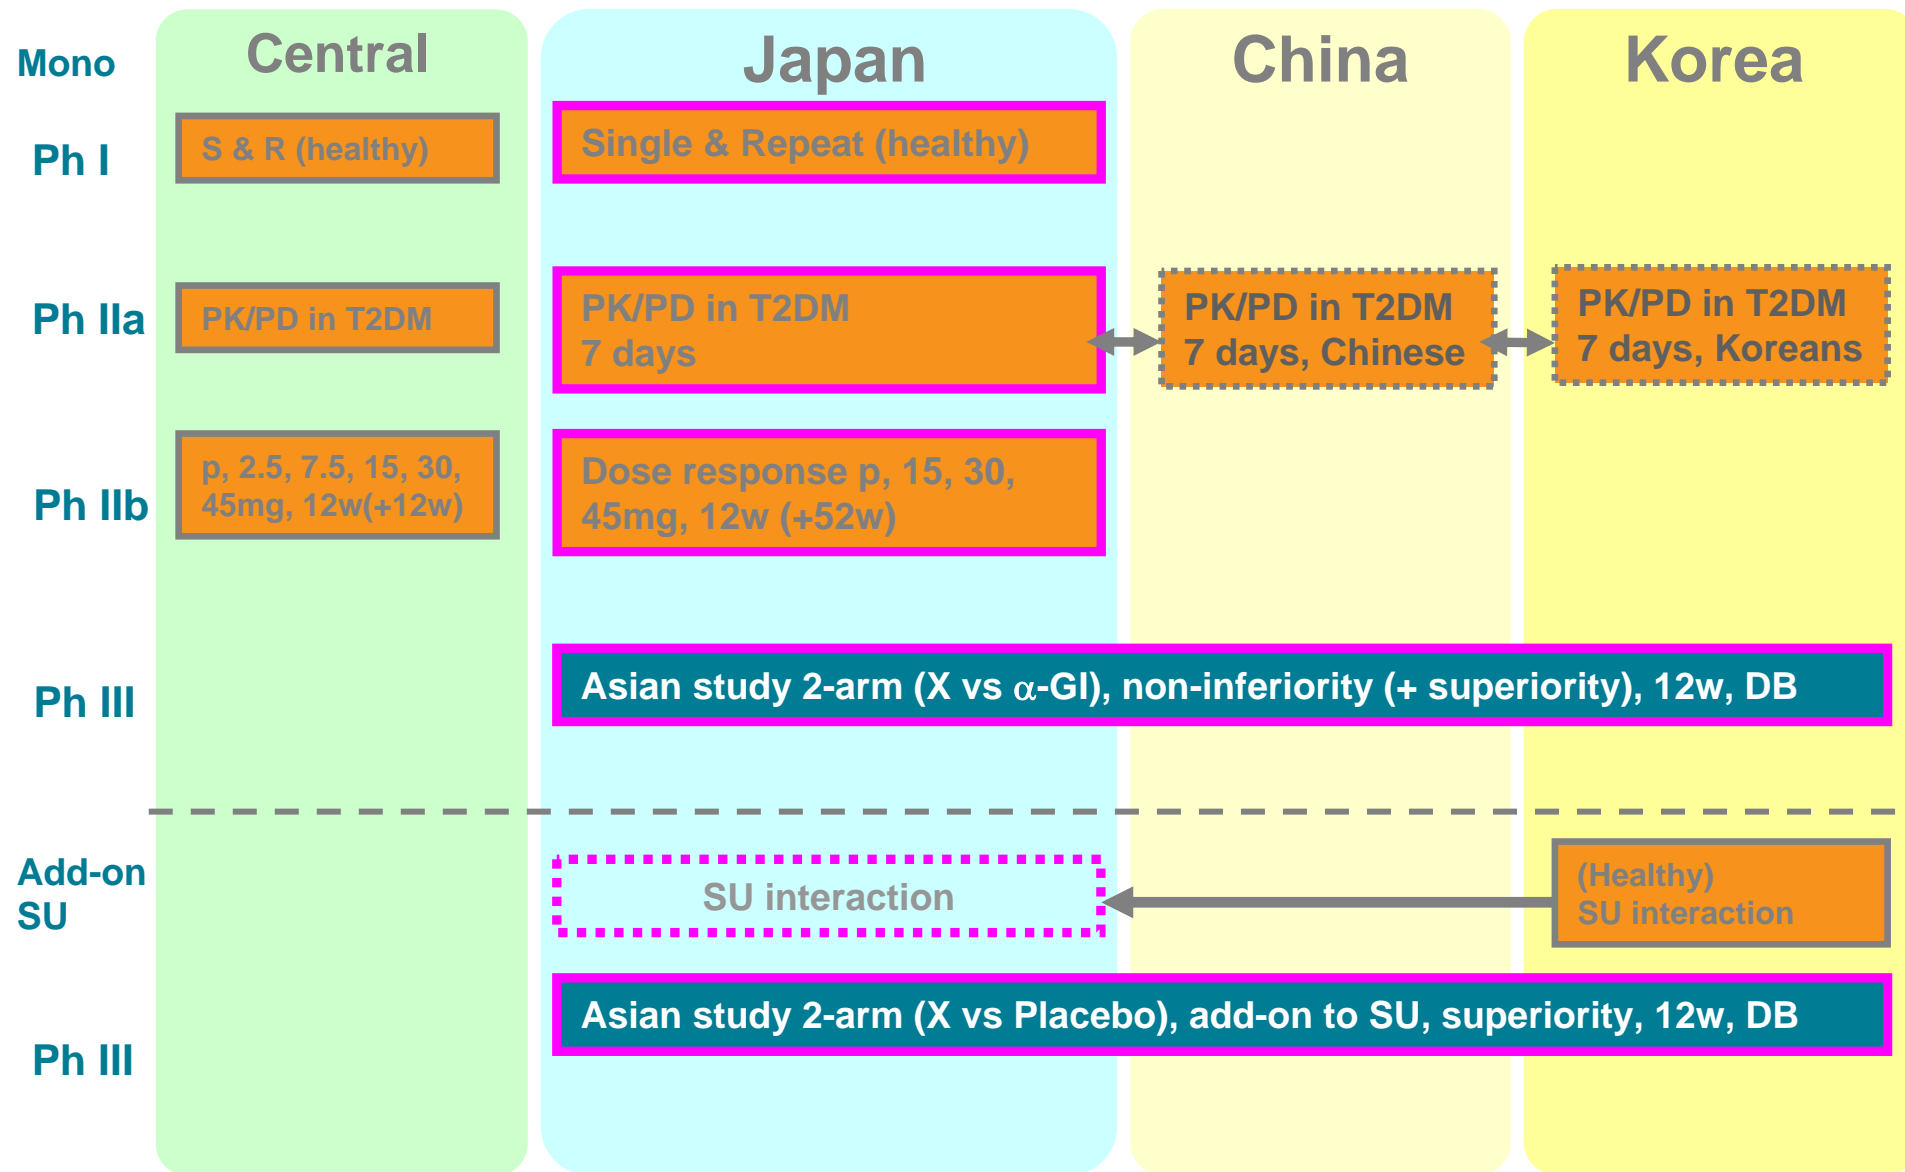 Mono
Central
Japan
China
Korea
Ph I
S & R (healthy)
Single & Repeat (healthy)
Ph IIa
PK/PD in T2DM
PK/PD in T2DM
7 days
PK/PD in T2DM
7 days, Chinese
PK/PD in T2DM
7 days, Koreans
Ph IIb
p, 2.5, 7.5, 15, 30,
45mg, 12w(+12w)
Dose response p, 15, 30,
45mg, 12w (+52w)
Ph III
Asian study 2-arm (X vs α-GI), non-inferiority (+ superiority), 12w, DB
Add-on
SU
SU interaction
(Healthy)
SU interaction
Ph III
Asian study 2-arm (X vs Placebo), add-on to SU, superiority, 12w, DB